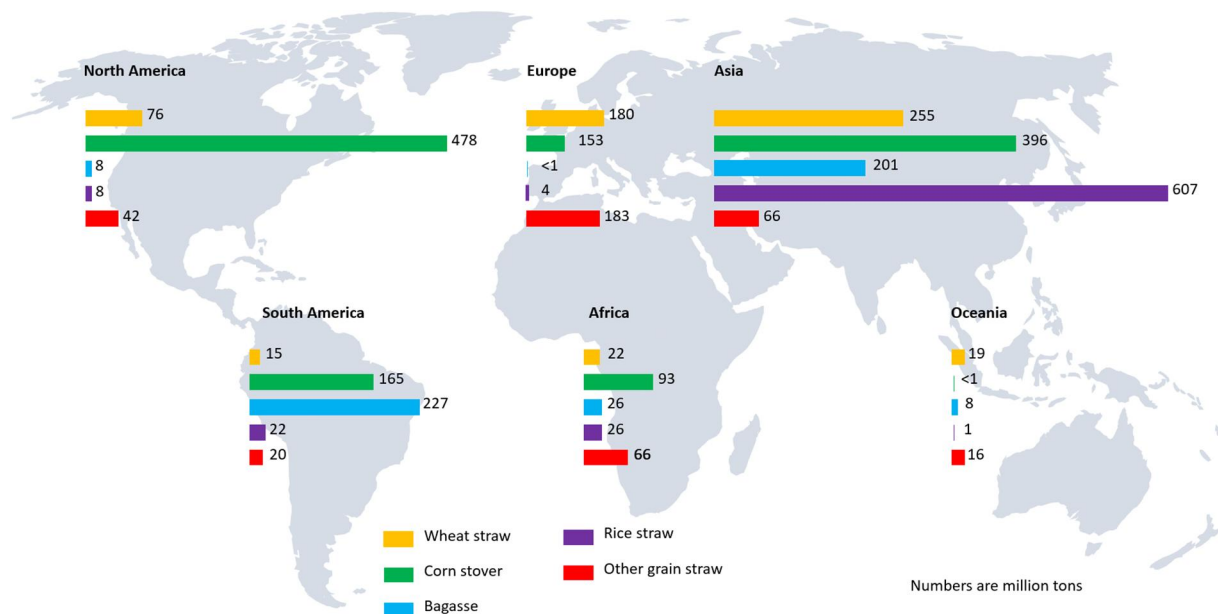 North America
76
478
8
8
42
Europe
180
153
<1
4
183
Asia
255
396
201
607
66
South America
15
165
227
22
20
Africa
22
93
26
26
66
Oceania
19
<1
8
1
16
Wheat straw
Corn stover
Bagasse
Rice straw
Other grain straw
Numbers are million tons